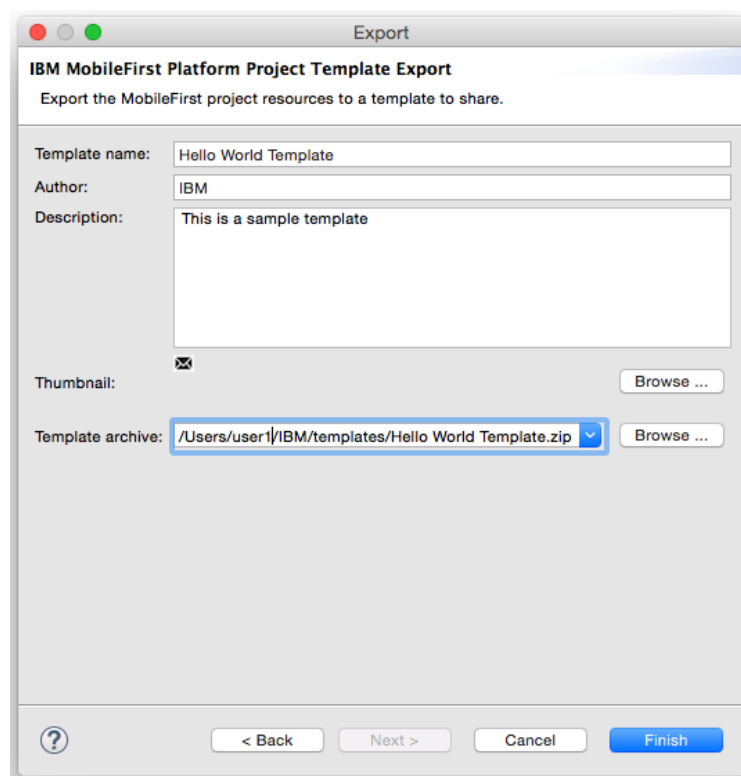 Export
IBM MobileFirst Platform Project Template Export
Export the MobileFirst project resources to a template to share.
Template name: Hello World Template
Author: IBM
Description: This is a sample template
Thumbnail: Browse ...
Template archive: /Users/user1/IBM/templates/Hello World Template.zip Browse ...
? < Back Next > Cancel Finish